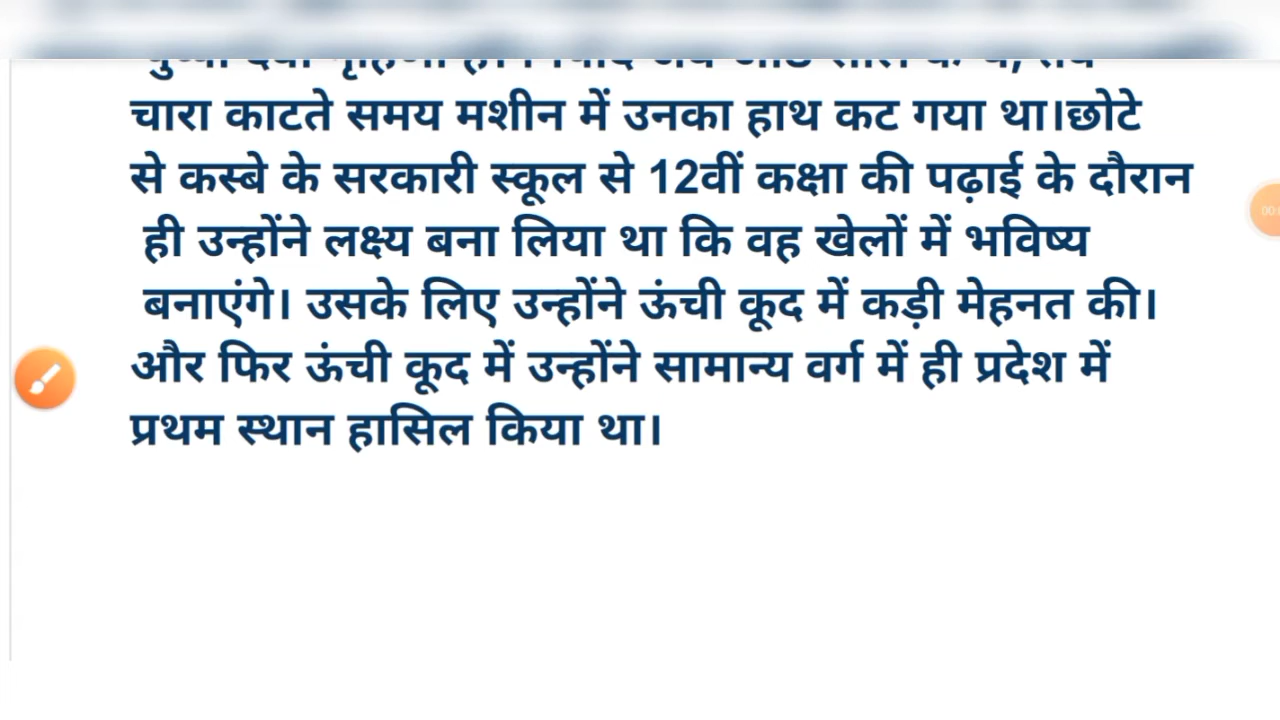 चारा काटते समय मशीन में उनका हाथ कट गया था।छोटे
से कस्बे के सरकारी स्कूल से 12वीं कक्षा की पढ़ाई के दौरान
ही उन्होंने लक्ष्य बना लिया था कि वह खेलों में भविष्य
बनाएंगे। उसके लिए उन्होंने ऊंची कूद में कड़ी मेहनत की।
और फिर ऊंची कूद में उन्होंने सामान्य वर्ग में ही प्रदेश में
प्रथम स्थान हासिल किया था।